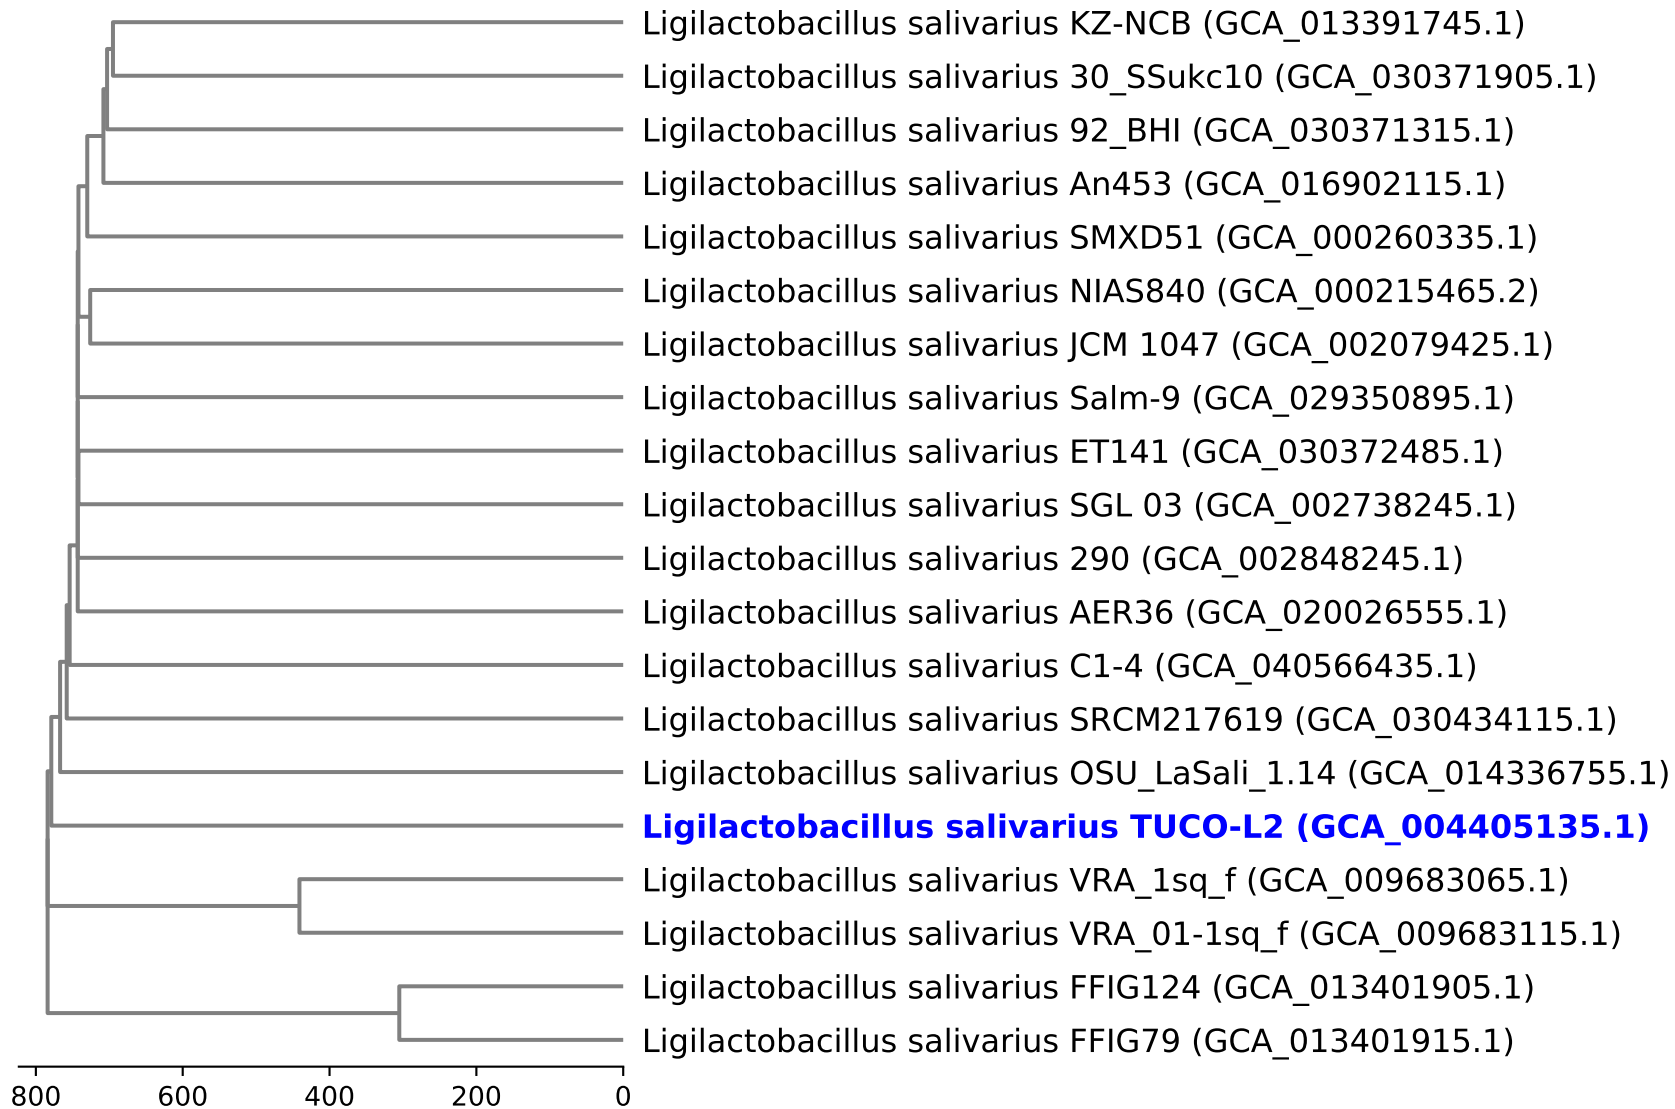 Ligilactobacillus salivarius KZ-NCB (GCA_013391745.1)
Ligilactobacillus salivarius 30_SSukc10 (GCA_030371905.1)
Ligilactobacillus salivarius 92_BHI (GCA_030371315.1)
Ligilactobacillus salivarius An453 (GCA_016902115.1)
Ligilactobacillus salivarius SMXD51 (GCA_000260335.1)
Ligilactobacillus salivarius NIAS840 (GCA_000215465.2)
Ligilactobacillus salivarius JCM 1047 (GCA_002079425.1)
Ligilactobacillus salivarius Salm-9 (GCA_029350895.1)
Ligilactobacillus salivarius ET141 (GCA_030372485.1)
Ligilactobacillus salivarius SGL 03 (GCA_002738245.1)
Ligilactobacillus salivarius 290 (GCA_002848245.1)
Ligilactobacillus salivarius AER36 (GCA_020026555.1)
Ligilactobacillus salivarius C1-4 (GCA_040566435.1)
Ligilactobacillus salivarius SRCM217619 (GCA_030434115.1)
Ligilactobacillus salivarius OSU_LaSali_1.14 (GCA_014336755.1)
Ligilactobacillus salivarius TUCO-L2 (GCA_004405135.1)
Ligilactobacillus salivarius VRA_1sq_f (GCA_009683065.1)
Ligilactobacillus salivarius VRA_01-1sq_f (GCA_009683115.1)
Ligilactobacillus salivarius FFIG124 (GCA_013401905.1)
Ligilactobacillus salivarius FFIG79 (GCA_013401915.1)
800 600 400 200 0